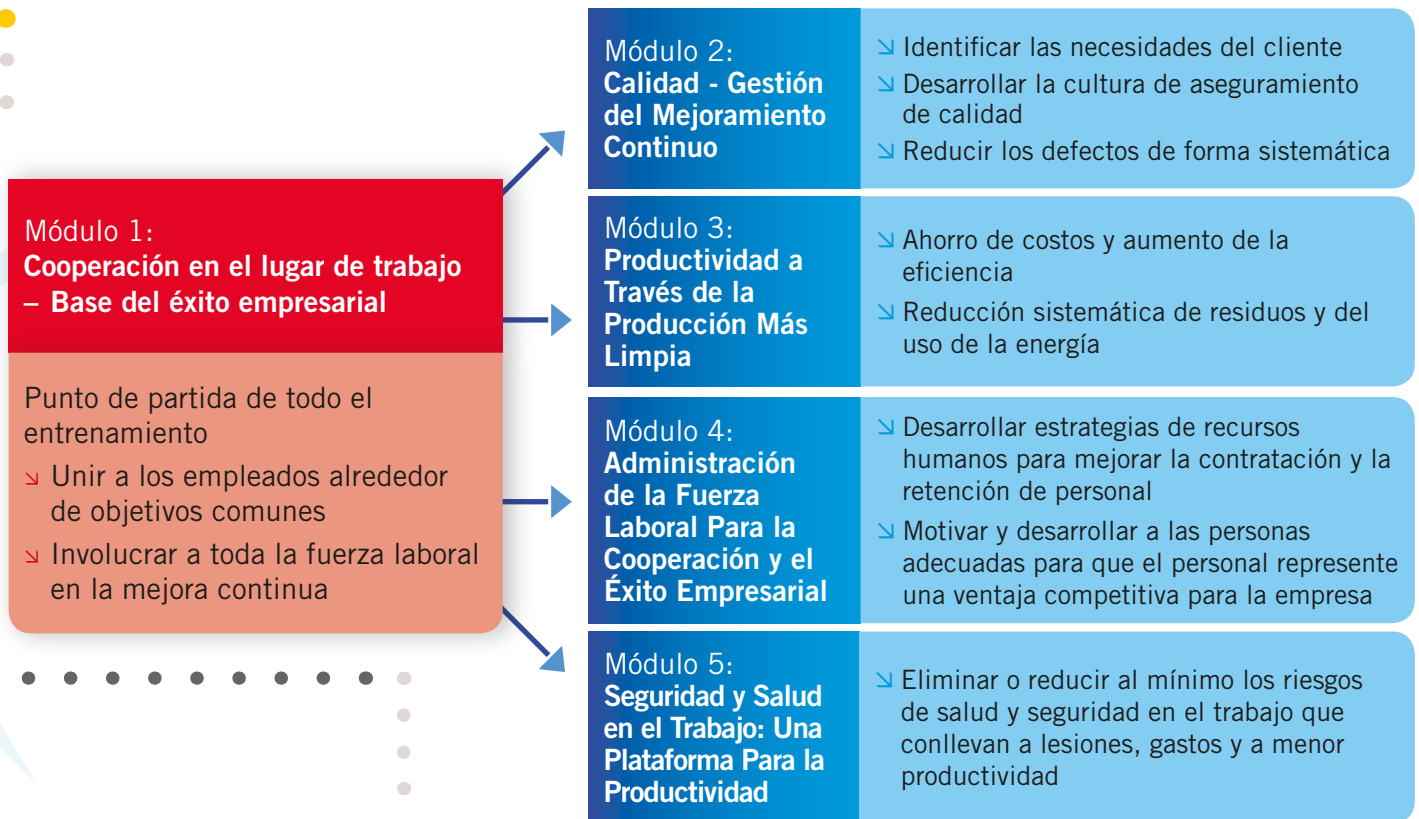 Módulo 1:
Cooperación en el lugar de trabajo
– Base del éxito empresarial
Punto de partida de todo el
entrenamiento
Unir a los empleados alrededor
de objetivos comunes
Involucrar a toda la fuerza laboral
en la mejora continua
Módulo 2:
Calidad - Gestión
del Mejoramiento
Continuo
Identificar las necesidades del cliente
Desarrollar la cultura de aseguramiento
de calidad
Reducir los defectos de forma sistemática
Módulo 3:
Productividad a
Través de la
Producción Más
Limpia
Ahorro de costos y aumento de la
eficiencia
Reducción sistemática de residuos y del
uso de la energía
Módulo 4:
Administración
de la Fuerza
Laboral Para la
Cooperación y el
Éxito Empresarial
Desarrollar estrategias de recursos
humanos para mejorar la contratación y la
retención de personal
Motivar y desarrollar a las personas
adecuadas para que el personal represente
una ventaja competitiva para la empresa
Módulo 5:
Seguridad y Salud
en el Trabajo: Una
Plataforma Para la
Productividad
Eliminar o reducir al mínimo los riesgos
de salud y seguridad en el trabajo que
conllevan a lesiones, gastos y a menor
productividad